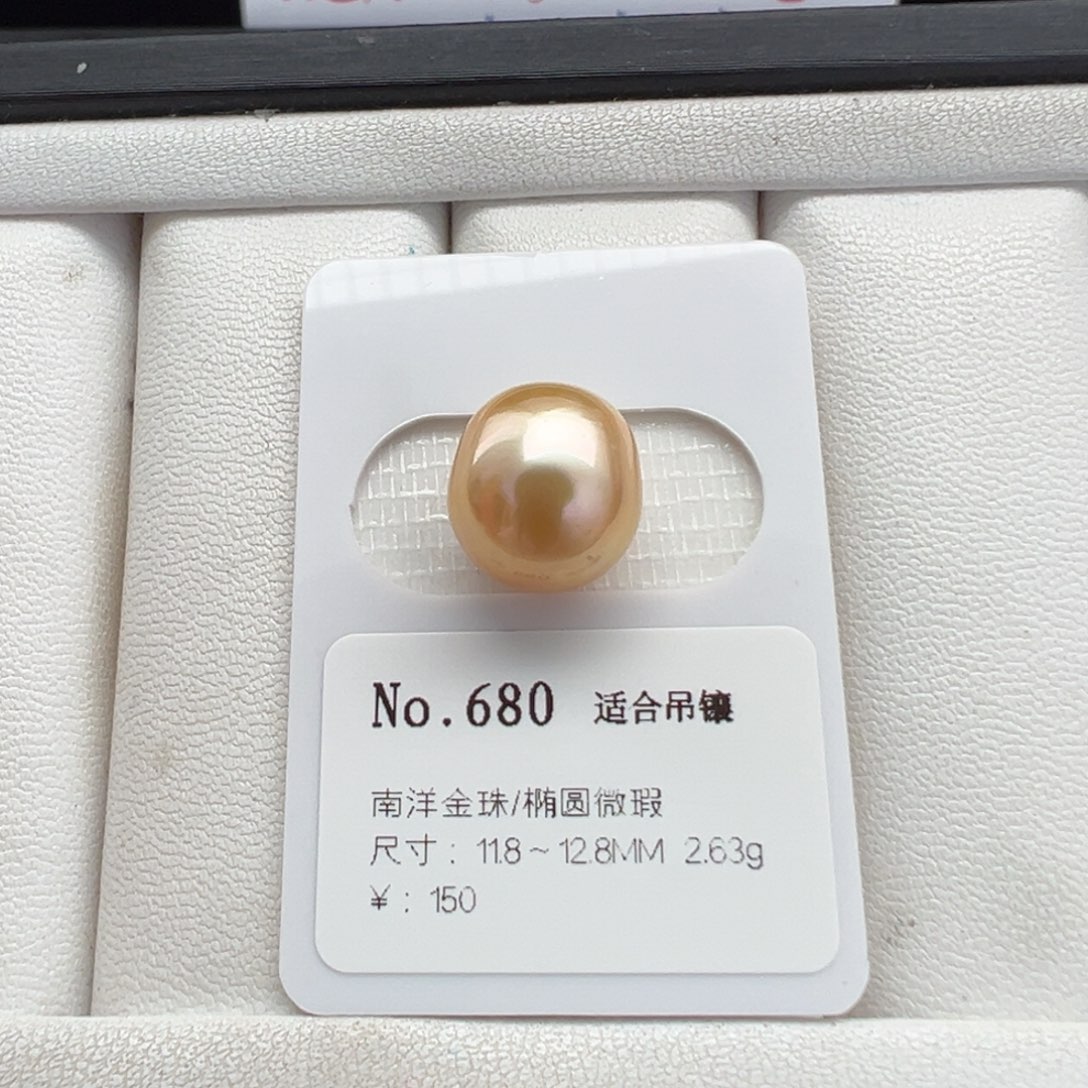 No.680 适合吊镶
南洋金珠/椭圆微瑕
尺寸：11.8~12.8MM 2.63g
¥：150